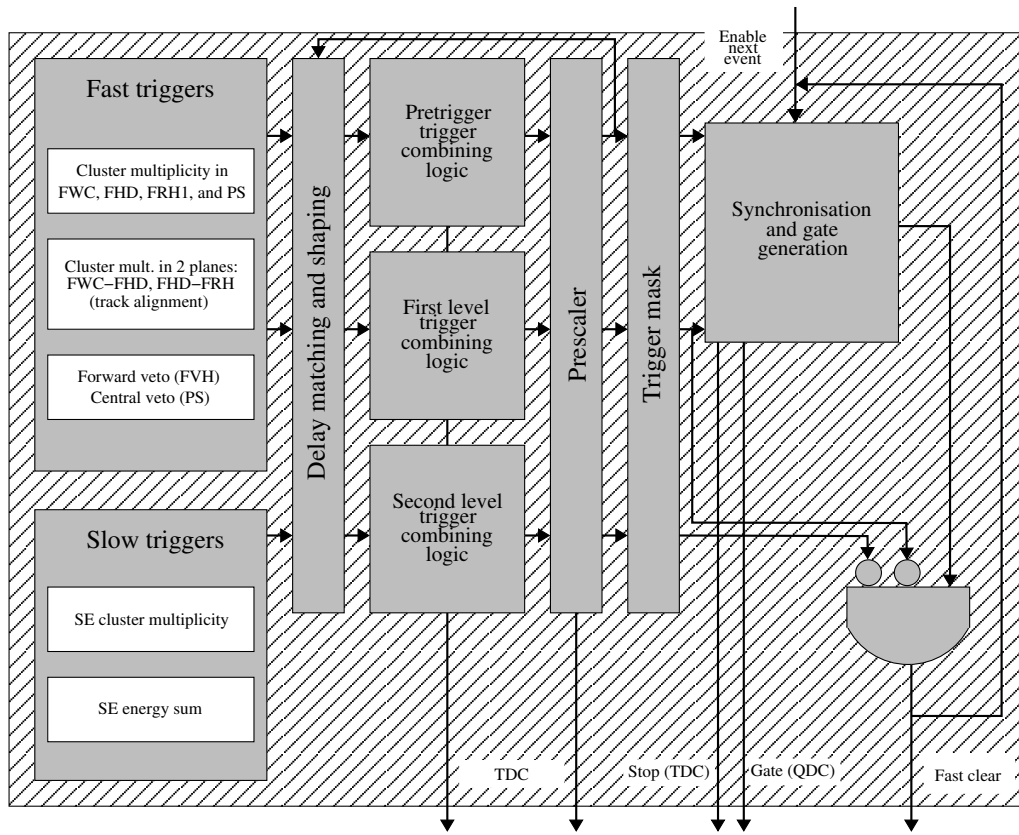 Enable
next
event
Fast triggers
Cluster multiplicity in
FWC, FHD, FRH1, and PS
Cluster mult. in 2 planes:
FWC−FHD, FHD−FRH
(track alignment)
Forward veto (FVH)
Central veto (PS)
Slow triggers
SE cluster multiplicity
SE energy sum
Delay matching and shaping
Pretrigger
trigger
combining
logic
First level
trigger
combining
logic
Second level
trigger
combining
logic
Prescaler
Trigger mask
Synchronisation
and gate
generation
TDC
Stop (TDC)
Gate (QDC)
Fast clear